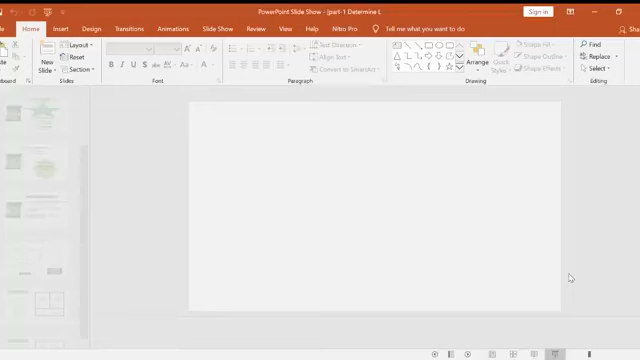 PowerPoint Slide Show - [part-1 Determine L
Sign in
Home Insert Design Transitions Animations Slide Show Review View Help Nitro Pro Tell me what you want to do
New Slide
Layout
Reset
Section
B I U S
Aa
A
Text Direction
Align Text
Convert to SmartArt
Arrange
Quick Styles
Shape Fill
Shape Outline
Shape Effects
Find
Replace
Select
Slides Font Paragraph Drawing Editing